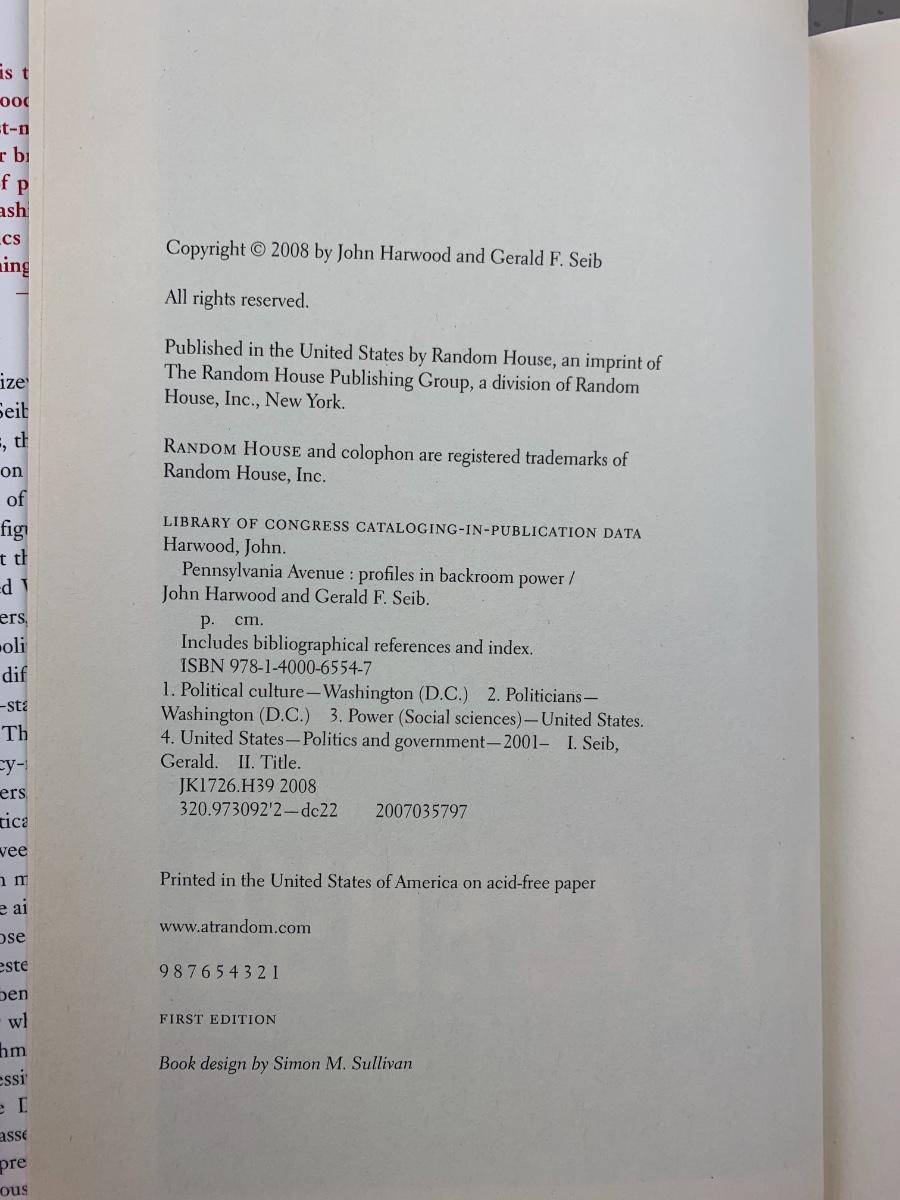 Copyright © 2008 by John Harwood and Gerald F. Seib
All rights reserved.
Published in the United States by Random House, an imprint of
The Random House Publishing Group, a division of Random
House, Inc., New York.
RANDOM HOUSE and colophon are registered trademarks of
Random House, Inc.
LIBRARY OF CONGRESS CATALOGING-IN-PUBLICATION DATA
Harwood, John.
Pennsylvania Avenue : profiles in backroom power /
John Harwood and Gerald F. Seib.
p. cm.
Includes bibliographical references and index.
ISBN 978-1-4000-6554-7
1. Political culture—Washington (D.C.) 2. Politicians—
Washington (D.C.) 3. Power (Social sciences)—United States.
4. United States—Politics and government—2001– I. Seib,
Gerald. II. Title.
JK1726.H39 2008
320.973092'2—dc22 2007035797
Printed in the United States of America on acid-free paper
www.atrandom.com
9 8 7 6 5 4 3 2 1
FIRST EDITION
Book design by Simon M. Sullivan